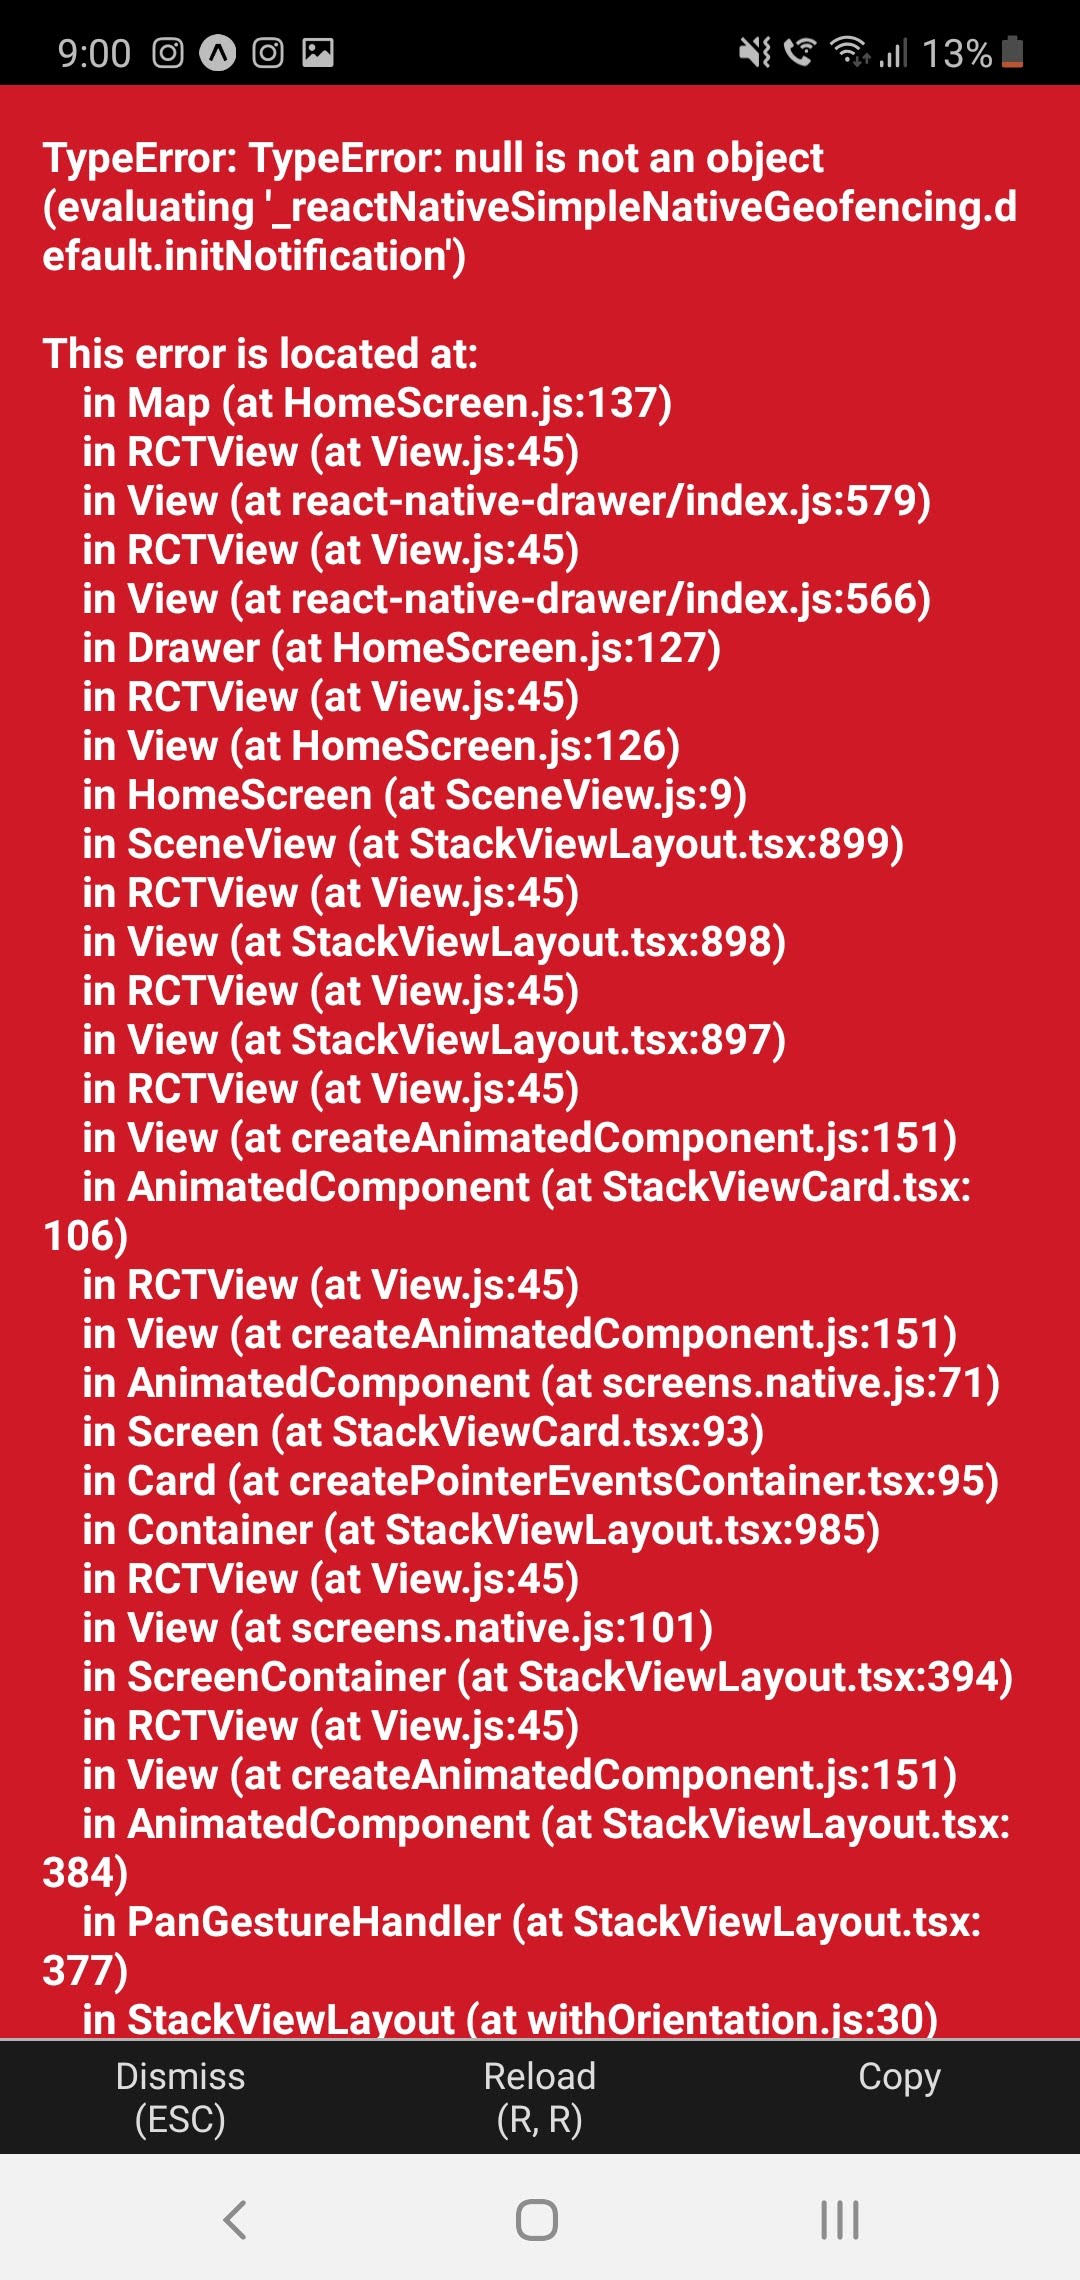 9:00 13%
TypeError: TypeError: null is not an object
(evaluating '_reactNativeSimpleNativeGeofencing.d
efault.initNotification')
This error is located at:
in Map (at HomeScreen.js:137)
in RCTView (at View.js:45)
in View (at react-native-drawer/index.js:579)
in RCTView (at View.js:45)
in View (at react-native-drawer/index.js:566)
in Drawer (at HomeScreen.js:127)
in RCTView (at View.js:45)
in View (at HomeScreen.js:126)
in HomeScreen (at SceneView.js:9)
in SceneView (at StackViewLayout.tsx:899)
in RCTView (at View.js:45)
in View (at StackViewLayout.tsx:898)
in RCTView (at View.js:45)
in View (at StackViewLayout.tsx:897)
in RCTView (at View.js:45)
in View (at createAnimatedComponent.js:151)
in AnimatedComponent (at StackViewCard.tsx:
106)
in RCTView (at View.js:45)
in View (at createAnimatedComponent.js:151)
in AnimatedComponent (at screens.native.js:71)
in Screen (at StackViewCard.tsx:93)
in Card (at createPointerEventsContainer.tsx:95)
in Container (at StackViewLayout.tsx:985)
in RCTView (at View.js:45)
in View (at screens.native.js:101)
in ScreenContainer (at StackViewLayout.tsx:394)
in RCTView (at View.js:45)
in View (at createAnimatedComponent.js:151)
in AnimatedComponent (at StackViewLayout.tsx:
384)
in PanGestureHandler (at StackViewLayout.tsx:
377)
in StackViewLayout (at withOrientation.js:30)
Dismiss Reload Copy
(ESC) (R, R)